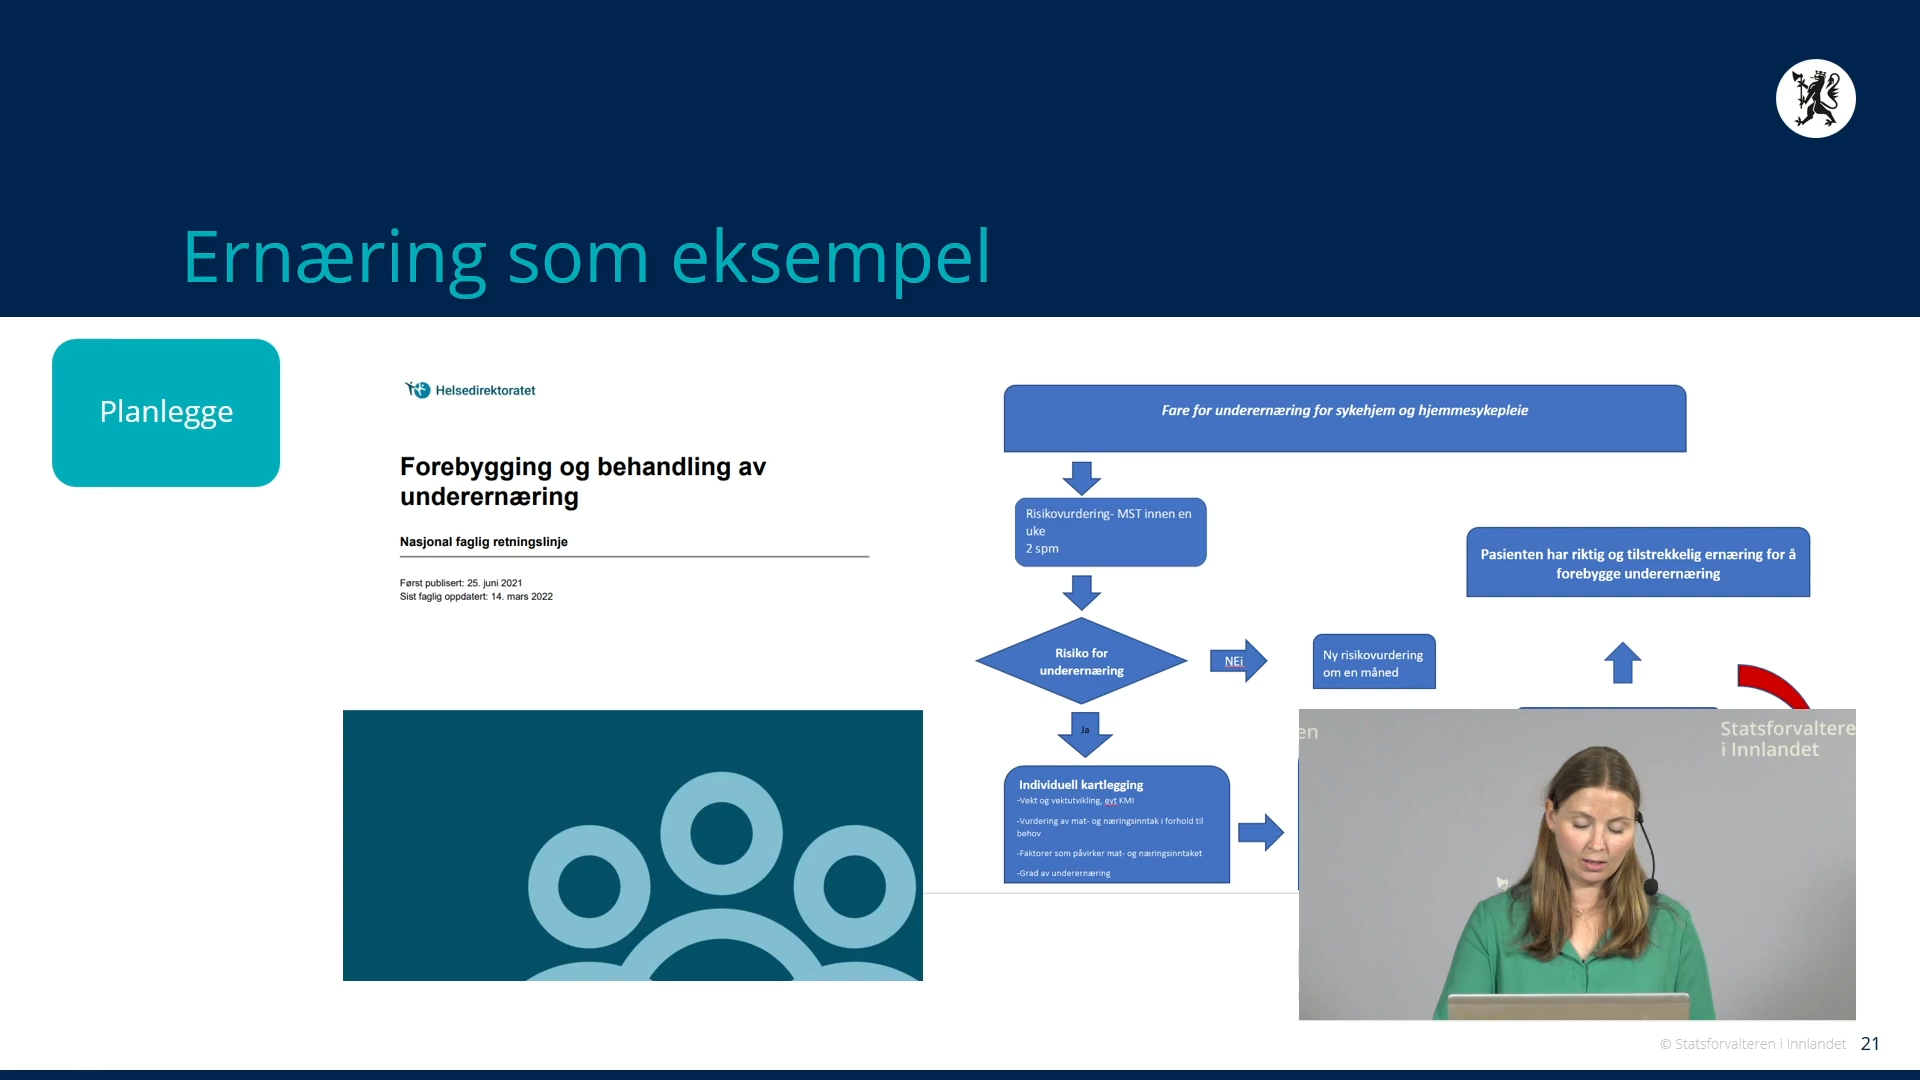 Ernæring som eksempel
Planlegge
Helsedirektoratet
Forebygging og behandling av
underernæring
Nasjonal faglig retningslinje
Først publisert: 25. juni 2021
Sist faglig oppdatert: 14. mars 2022
Fare for underernæring for sykehjem og hjemmesykepleie
Risikovurdering- MST innen en
uke
2 spm
Risiko for
underernæring
NEi
Ny risikovurdering
om en måned
Pasienten har riktig og tilstrekkelig ernæring for å
forebygge underernæring
Ja
Individuell kartlegging
-Vekt og vektutvikling, evt KMI
-Vurdering av mat- og næringsinntak i forhold til
behov
-Faktorer som påvirker mat- og næringsinntaket
-Grad av underernæring
en
Statsforvaltere
i Innlandet
© Statsforvalteren i Innlandet
21